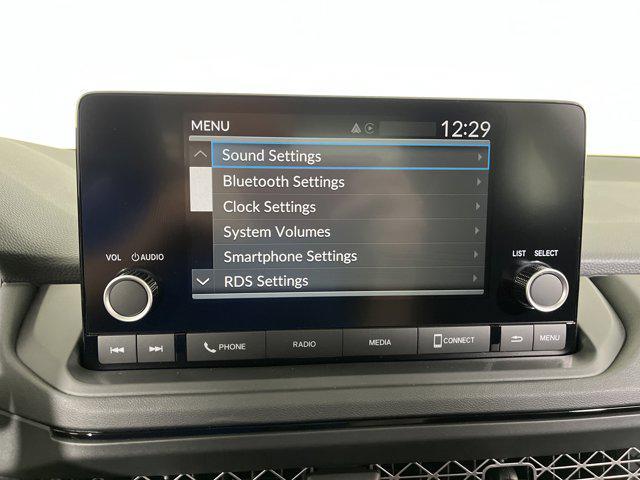 MENU 12:29
Sound Settings
Bluetooth Settings
Clock Settings
System Volumes
Smartphone Settings
RDS Settings
VOL AUDIO
LIST SELECT
PHONE RADIO MEDIA CONNECT MENU